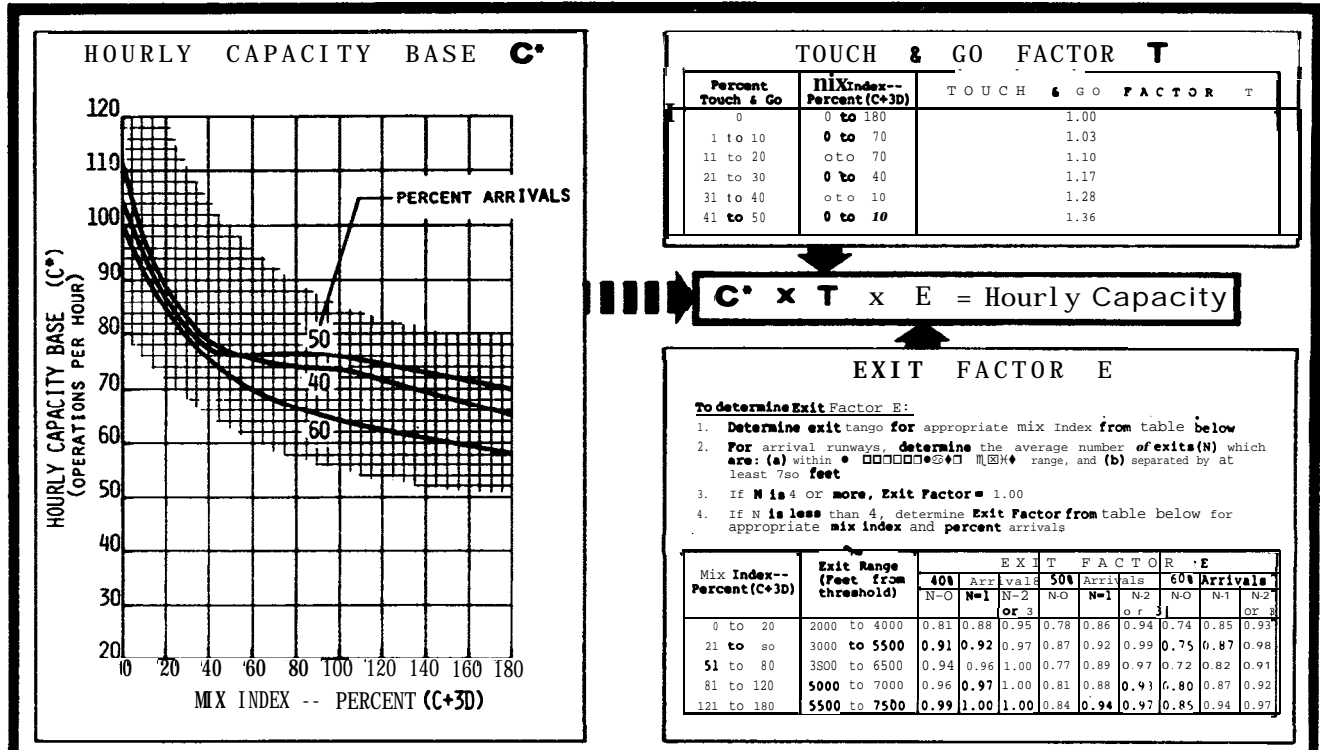 HOURLY CAPACITY BASE C*
120
110
100
90
80
70
60
50
40
30
20
HOURLY CAPACITY BASE (C*)
(OPERATIONS PER HOUR)
PERCENT ARRIVALS
50
40
60
0 20 40 60 80 100 120 140 160 180
MIX INDEX -- PERCENT (C+3D)
TOUCH & GO FACTOR T
Percent Touch & Go
nix Index-- Percent (C+3D)
TOUCH & GO FACTOR T
0 0 to 180 1.00
1 to 10 0 to 70 1.03
11 to 20 oto 70 1.10
21 to 30 0 to 40 1.17
31 to 40 oto 10 1.28
41 to 50 0 to 10 1.36
C* x T x E = Hourly Capacity
EXIT FACTOR E
To determine Exit Factor E:
1. Determine exit tango for appropriate mix Index from table below
2. For arrival runways, determine the average number of exits (N) which
are: (a) within range, and (b) separated by at
least 7so feet
3. If N is 4 or more, Exit Factor = 1.00
4. If N is less than 4, determine Exit Factor from table below for
appropriate mix index and percent arrivals
Mix Index-- Percent (C+3D)
Exit Range (Feet from threshold)
EXIT FACTOR E
40% Arrivals 50% Arrivals 60% Arrivals
N-0 N=1 N-2 or 3 N-0 N=1 N-2 or 3 N-0 N-1 N-2 or 3
0 to 20 2000 to 4000 0.81 0.88 0.95 0.78 0.86 0.94 0.74 0.85 0.93
21 to so 3000 to 5500 0.91 0.92 0.97 0.87 0.92 0.99 0.75 0.87 0.98
51 to 80 3S00 to 6500 0.94 0.96 1.00 0.77 0.89 0.97 0.72 0.82 0.91
81 to 120 5000 to 7000 0.96 0.97 1.00 0.81 0.88 0.93 0.80 0.87 0.92
121 to 180 5500 to 7500 0.99 1.00 1.00 0.84 0.94 0.97 0.85 0.94 0.97